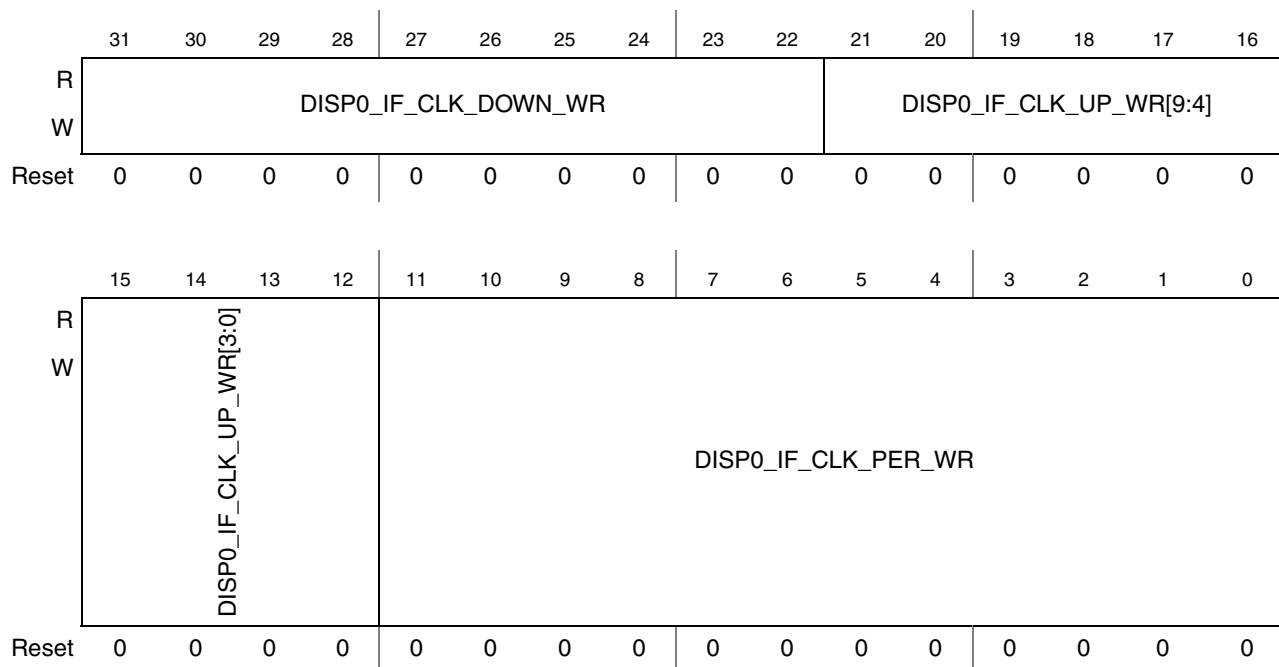 31 30 29 28 27 26 25 24 23 22 21 20 19 18 17 16
R
DISP0_IF_CLK_DOWN_WR DISP0_IF_CLK_UP_WR[9:4]
W
Reset 0 0 0 0 0 0 0 0 0 0 0 0 0 0 0 0
15 14 13 12 11 10 9 8 7 6 5 4 3 2 1 0
R
W
DISP0_IF_CLK_UP_WR[3:0]
DISP0_IF_CLK_PER_WR
Reset 0 0 0 0 0 0 0 0 0 0 0 0 0 0 0 0